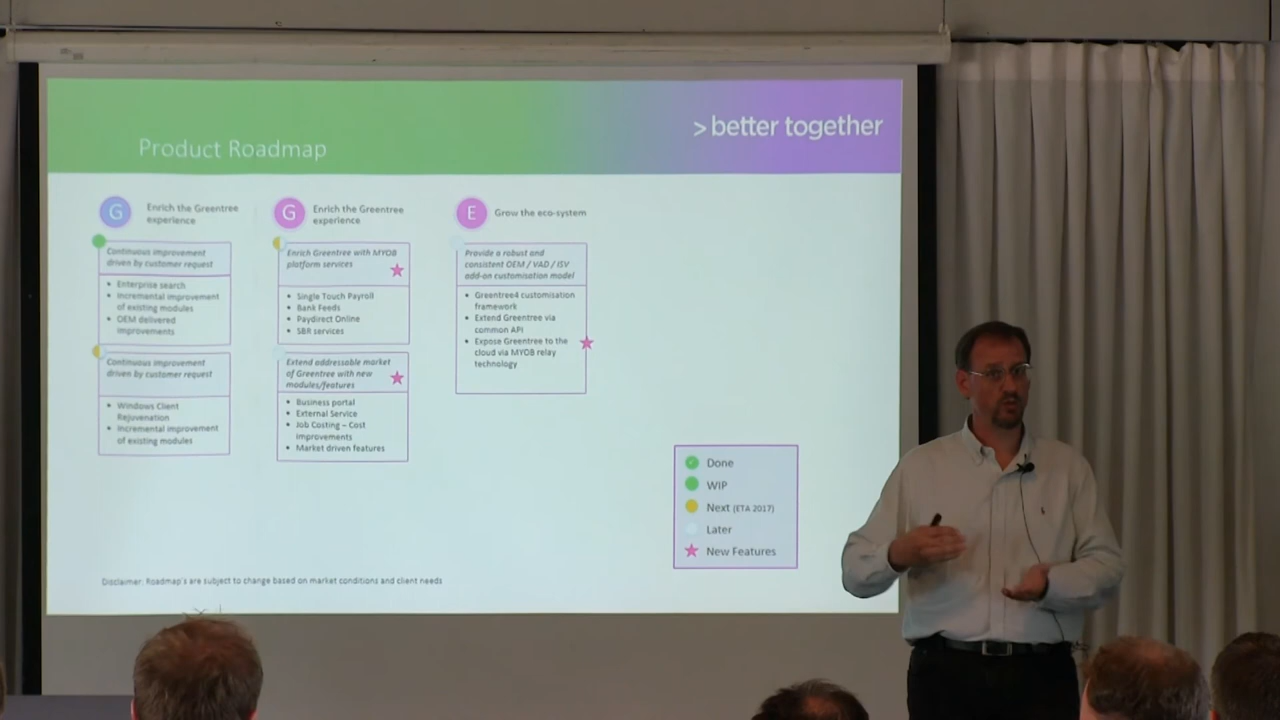 Product Roadmap
>better together
G
Enrich the Greentree
experience
Continuous improvement
driven by customer request
• Enterprise search
• Incremental improvement
of existing modules
• OEM delivered
improvements
Continuous improvement
driven by customer request
• Windows Client
Rejuvenation
• Incremental improvement
of existing modules
G
Enrich the Greentree
experience
Enrich Greentree with MYOB
platform services
• Single Touch Payroll
• Bank Feeds
• Paydirect Online
• SBR services
Extend addressable market
of Greentree with new
modules/features
• Business portal
• External Service
• Job Costing – Cost
improvements
• Market driven features
E
Grow the eco-system
Provide a robust and
consistent OEM / VAD / ISV
add-on customisation model
• Greentree4 customisation
framework
• Extend Greentree via
common API
• Expose Greentree to the
cloud via MYOB relay
technology
Done
WIP
Next (ETA 2017)
Later
New Features
Disclaimer: Roadmap's are subject to change based on market conditions and client needs